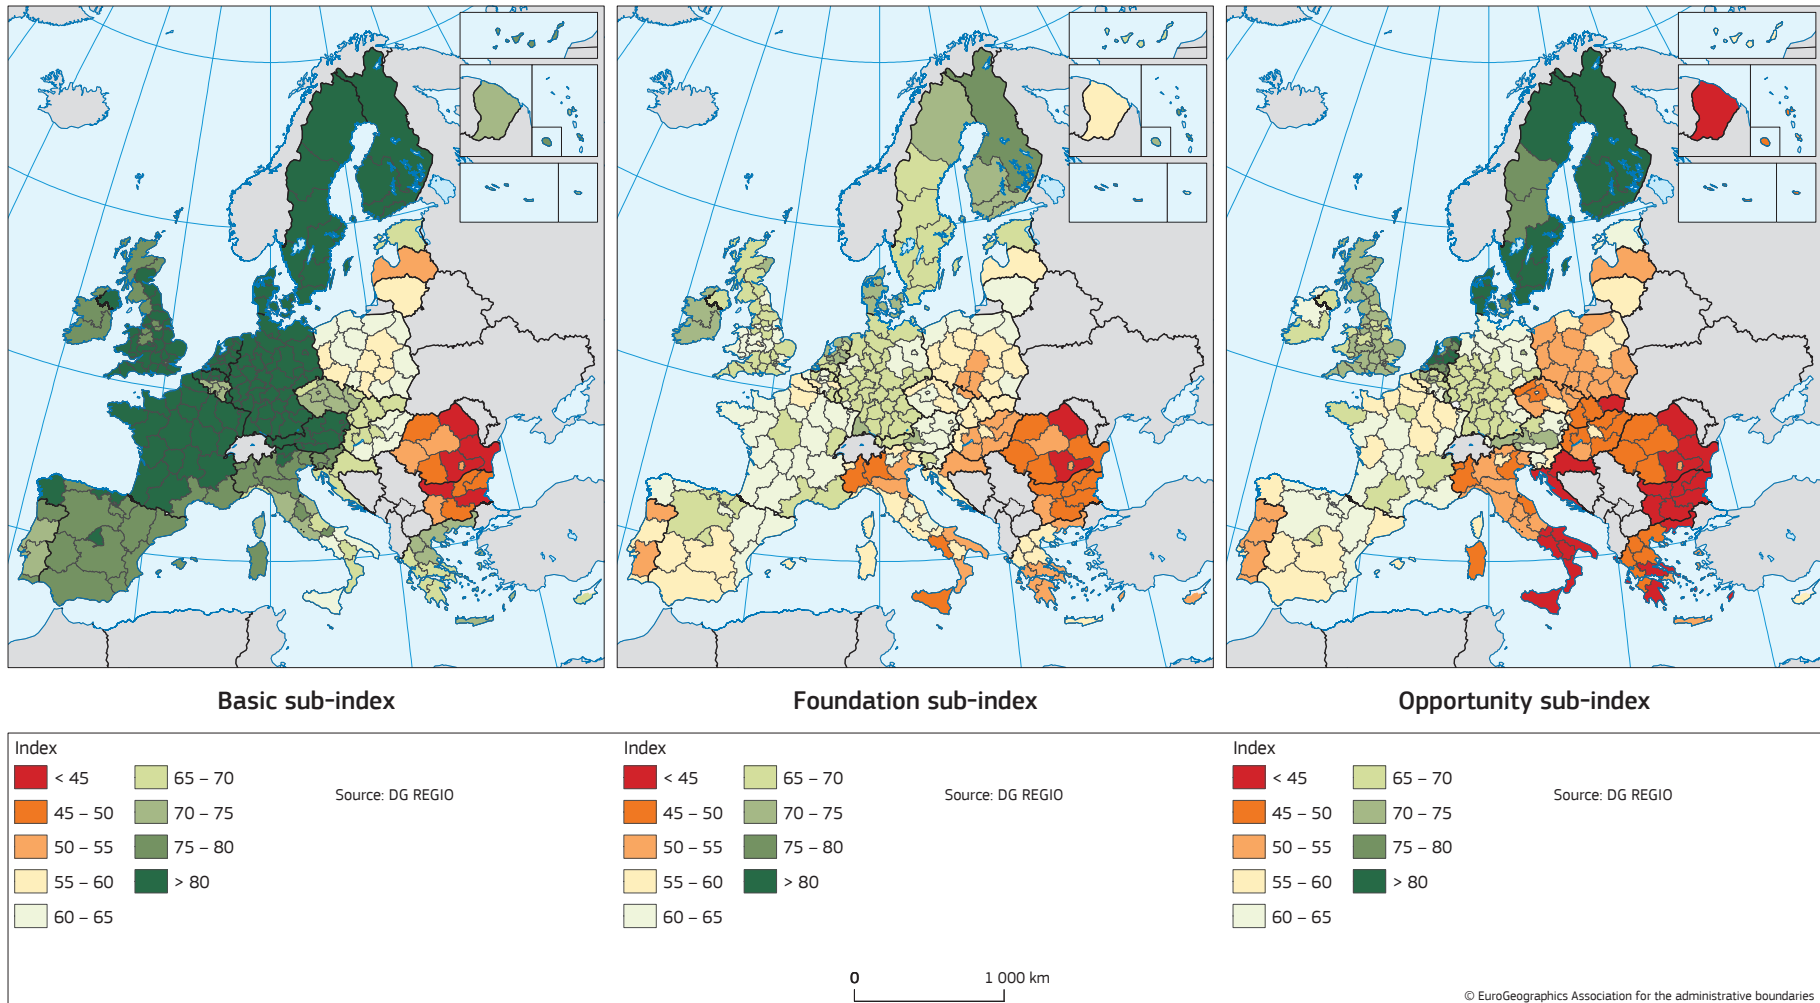 Basic sub-index
Foundation sub-index
Opportunity sub-index
Index
< 45
45 – 50
50 – 55
55 – 60
60 – 65
65 – 70
70 – 75
75 – 80
> 80
Source: DG REGIO
Index
< 45
45 – 50
50 – 55
55 – 60
60 – 65
65 – 70
70 – 75
75 – 80
> 80
Source: DG REGIO
Index
< 45
45 – 50
50 – 55
55 – 60
60 – 65
65 – 70
70 – 75
75 – 80
> 80
Source: DG REGIO
0 1 000 km
© EuroGeographics Association for the administrative boundaries